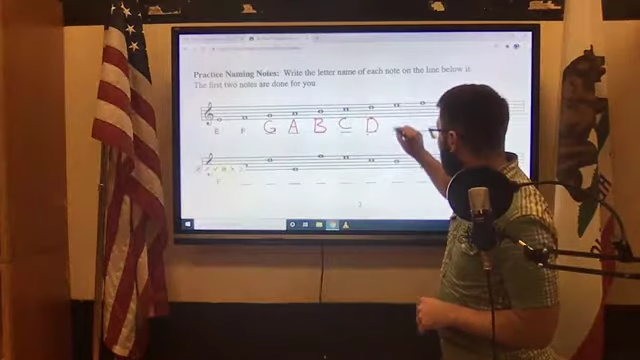 Practice Naming Notes: Write the letter name of each note on the line below it.
The first two notes are done for you
E F G A B C D
F
2